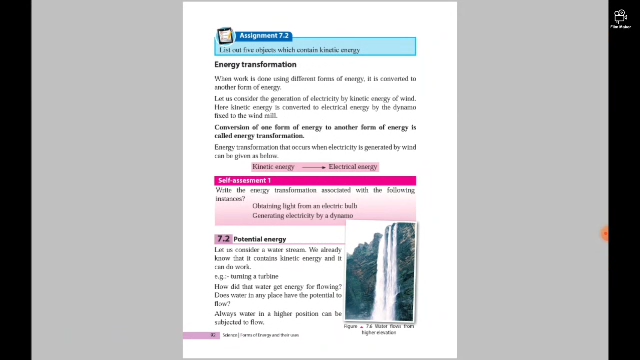 Film Maker
Assignment 7.2
List out five objects which contain kinetic energy
Energy transformation
When work is done using different forms of energy, it is converted to
another form of energy.
Let us consider the generation of electricity by kinetic energy of wind.
Here kinetic energy is converted to electrical energy by the dynamo
fixed to the wind mill.
Conversion of one form of energy to another form of energy is
called energy transformation.
Energy transformation that occurs when electricity is generated by wind
can be given as below.
Kinetic energy → Electrical energy
Self-assesment 1
Write the energy transformation associated with the following
instances?
Obtaining light from an electric bulb
Generating electricity by a dynamo
7.2 Potential energy
Let us consider a water stream. We already
know that it contains kinetic energy and it
can do work.
e.g:- turning a turbine
How did that water get energy for flowing?
Does water in any place have the potential to
flow?
Always water in a higher position can be
subjected to flow.
Figure 7.6 Water flows from
higher elevation
Science | Forms of Energy and their uses